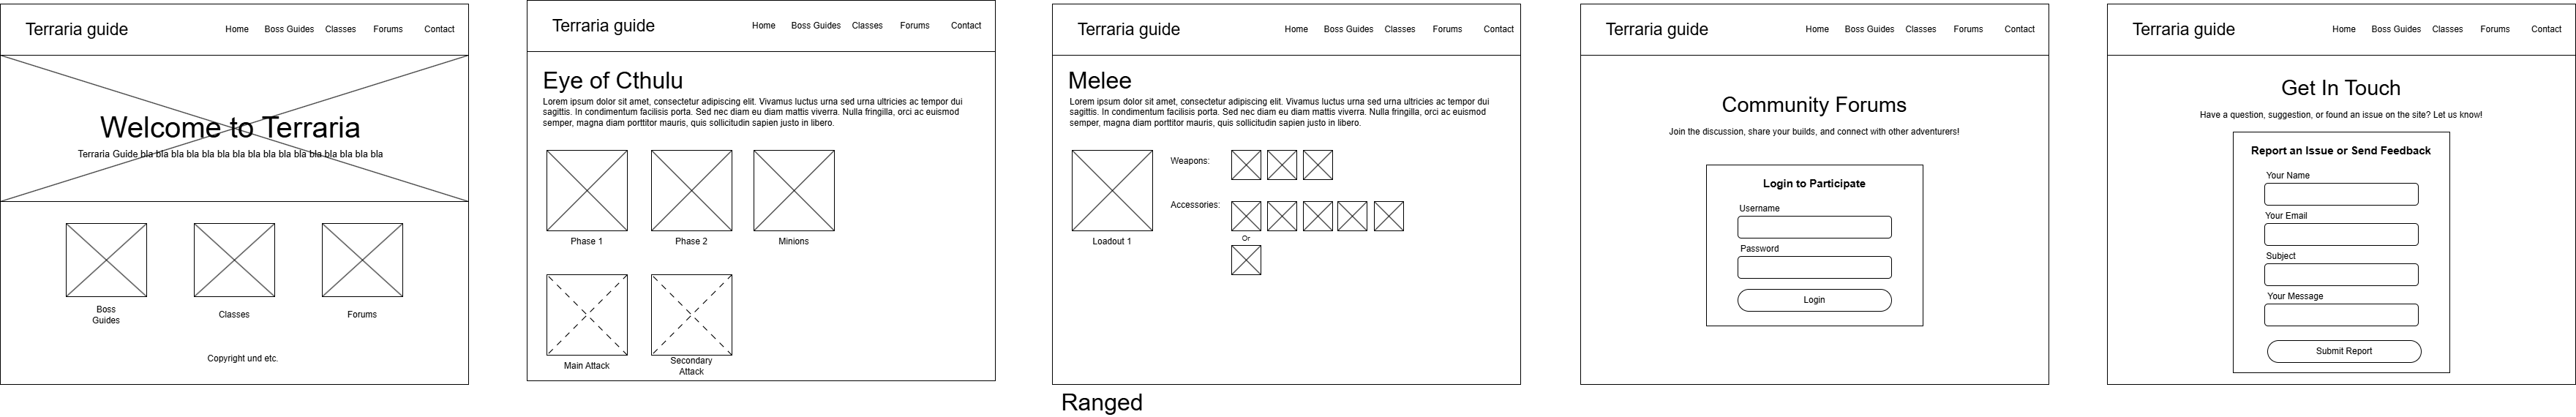 Terraria guide
Home Boss Guides Classes Forums Contact
Welcome to Terraria
Terraria Guide bla bla bla bla bla bla bla bla bla bla bla bla bla bla bla bla
Boss
Guides
Classes
Forums
Copyright und etc.
Terraria guide
Home Boss Guides Classes Forums Contact
Eye of Cthulu
Lorem ipsum dolor sit amet, consectetur adipiscing elit. Vivamus luctus urna sed urna ultricies ac tempor dui
sagittis. In condimentum facilisis porta. Sed nec diam eu diam mattis viverra. Nulla fringilla, orci ac euismod
semper, magna diam porttitor mauris, quis sollicitudin sapien justo in libero.
Phase 1
Phase 2
Minions
Main Attack
Secondary
Attack
Terraria guide
Home Boss Guides Classes Forums Contact
Melee
Lorem ipsum dolor sit amet, consectetur adipiscing elit. Vivamus luctus urna sed urna ultricies ac tempor dui
sagittis. In condimentum facilisis porta. Sed nec diam eu diam mattis viverra. Nulla fringilla, orci ac euismod
semper, magna diam porttitor mauris, quis sollicitudin sapien justo in libero.
Weapons:
Accessories:
Or
Loadout 1
Ranged
Terraria guide
Home Boss Guides Classes Forums Contact
Community Forums
Join the discussion, share your builds, and connect with other adventurers!
Login to Participate
Username
Password
Login
Terraria guide
Home Boss Guides Classes Forums Contact
Get In Touch
Have a question, suggestion, or found an issue on the site? Let us know!
Report an Issue or Send Feedback
Your Name
Your Email
Subject
Your Message
Submit Report